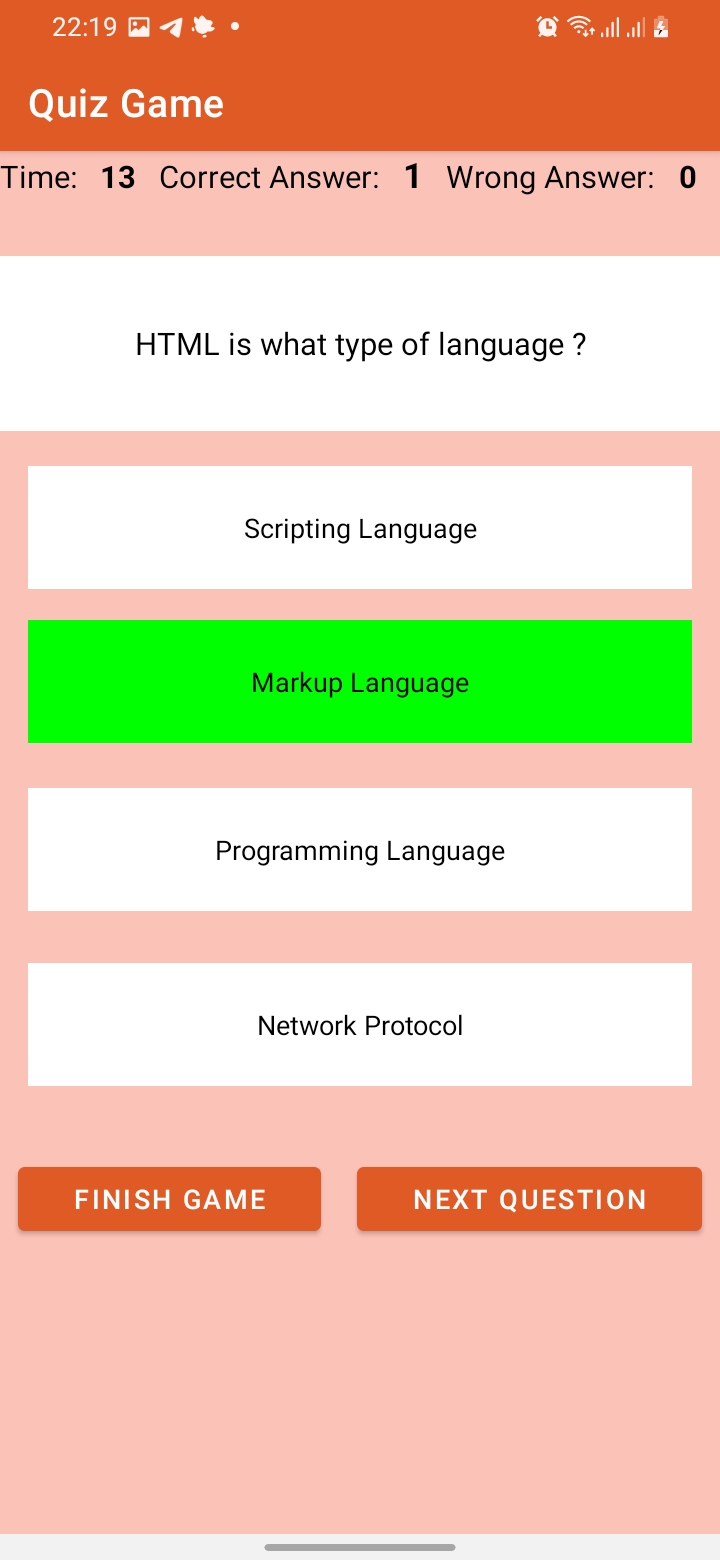 22:19
Quiz Game
Time: 13 Correct Answer: 1 Wrong Answer: 0
HTML is what type of language ?
Scripting Language
Markup Language
Programming Language
Network Protocol
FINISH GAME NEXT QUESTION